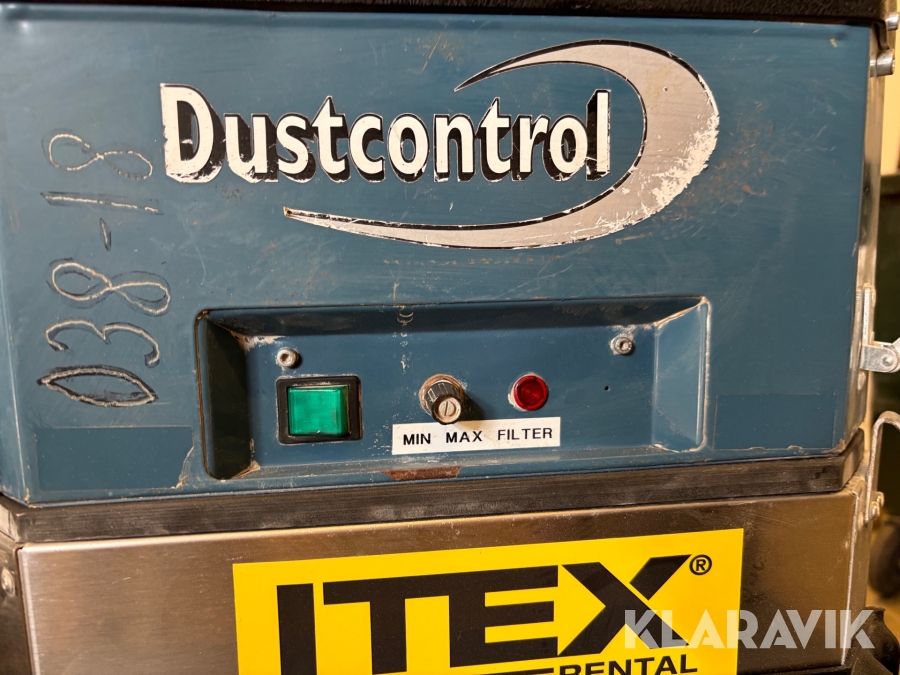 Dustcontrol
038-18
MIN MAX FILTER
ITEX®
RENTAL
KLARAVIK